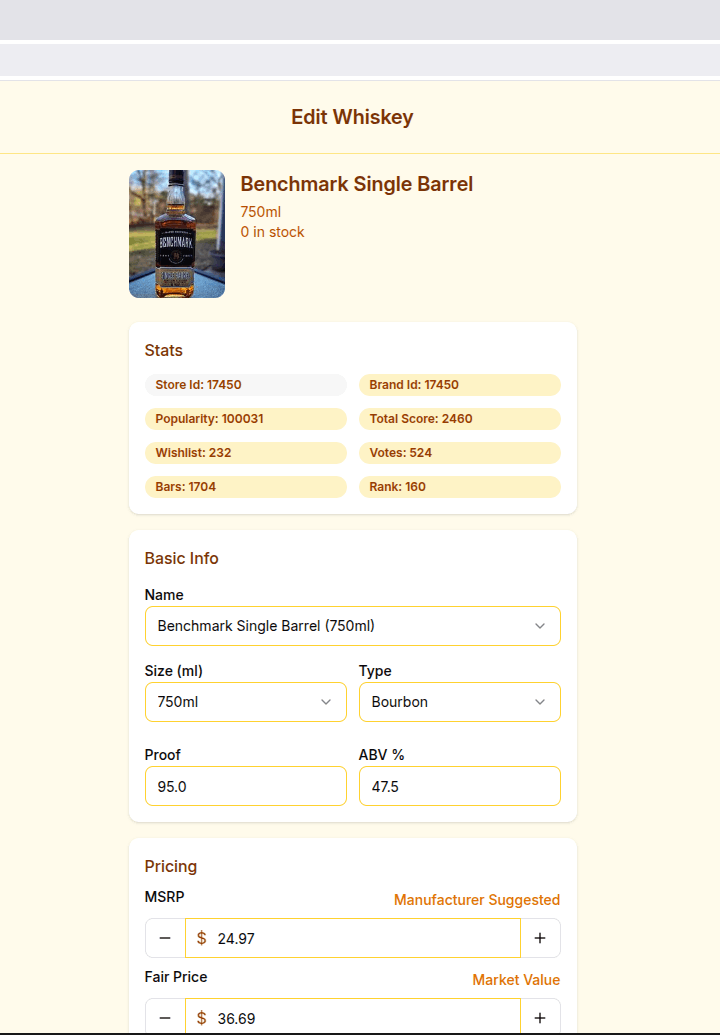 Edit Whiskey
BENCHMARK
Benchmark Single Barrel
750ml
0 in stock
Stats
Store Id: 17450
Brand Id: 17450
Popularity: 100031
Total Score: 2460
Wishlist: 232
Votes: 524
Bars: 1704
Rank: 160
Basic Info
Name
Benchmark Single Barrel (750ml)
Size (ml)
Type
750ml
Bourbon
Proof
ABV %
95.0
47.5
Pricing
MSRP
Manufacturer Suggested
− $ 24.97 +
Fair Price
Market Value
− $ 36.69 +